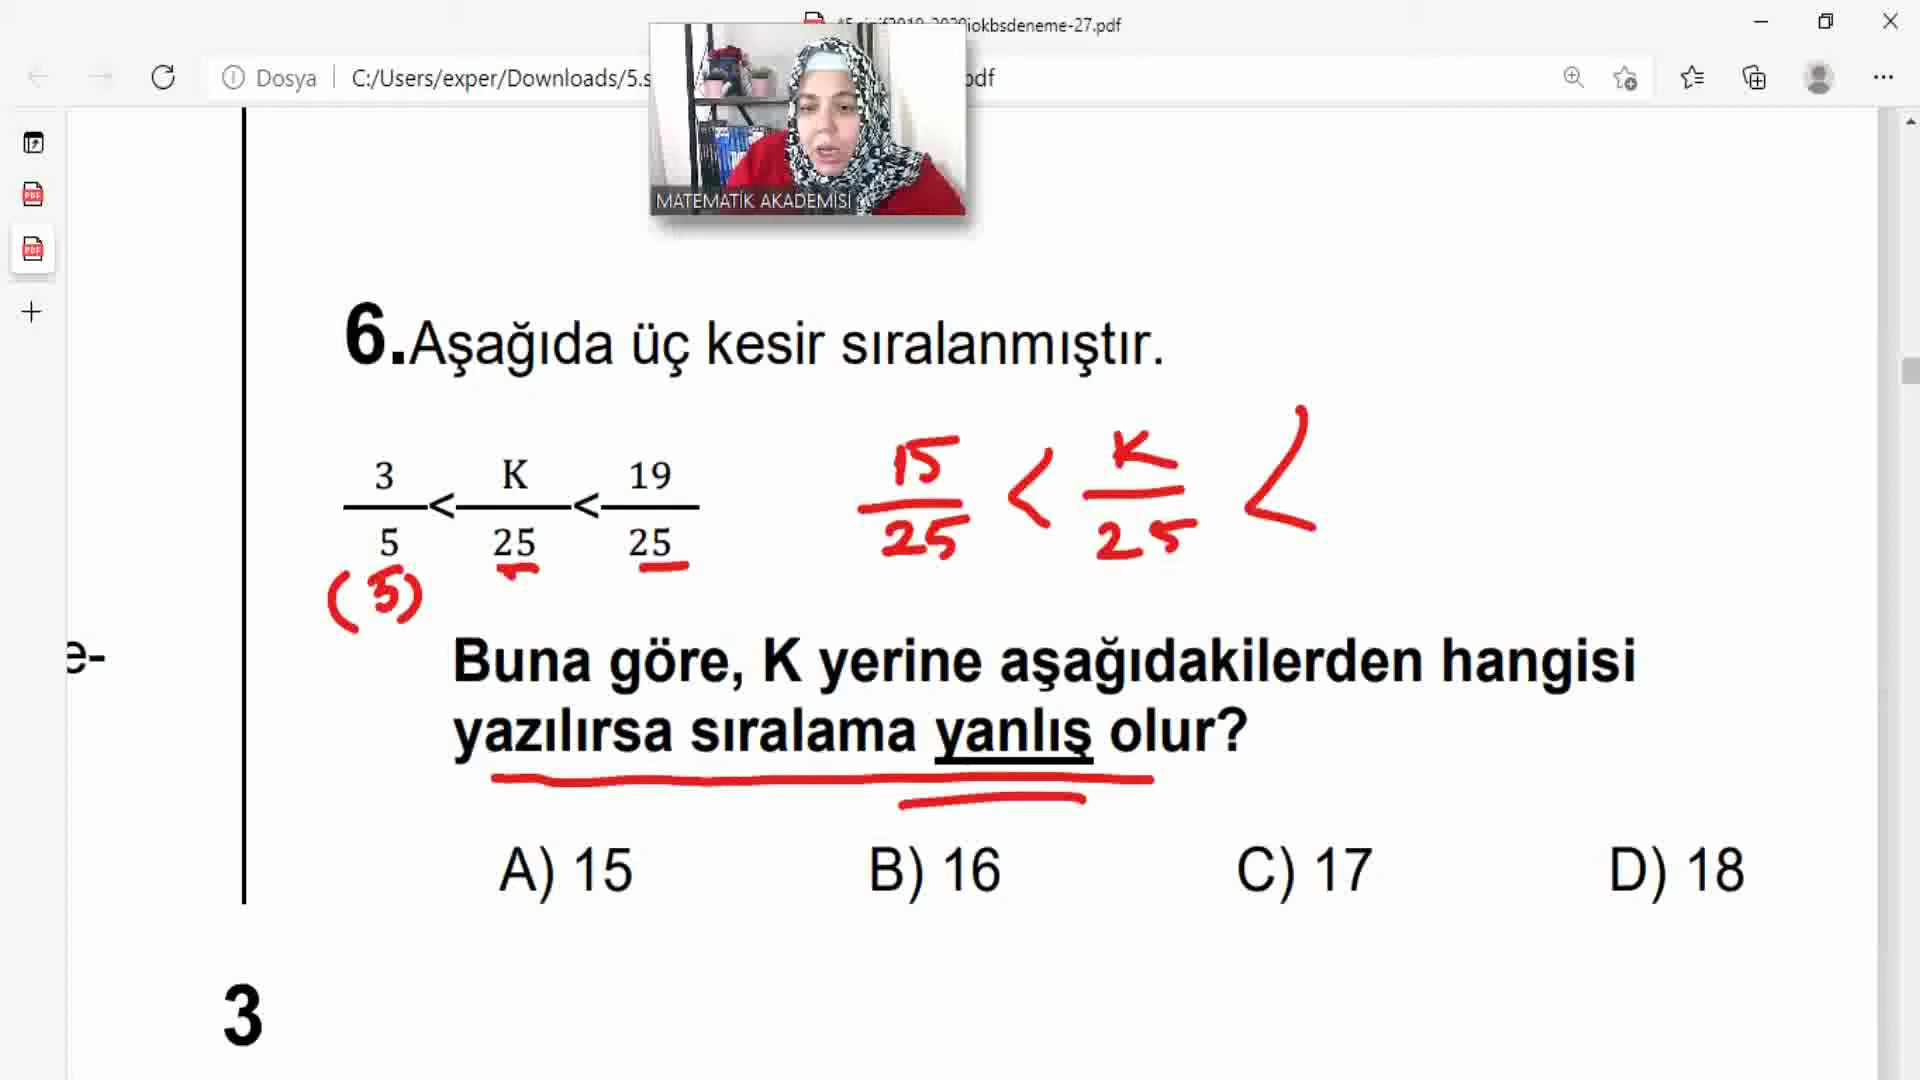 iokbsdeneme-27.pdf
Dosya
C:/Users/exper/Downloads/5.s
pdf
MATEMATİK AKADEMİSİ
6.Aşağıda üç kesir sıralanmıştır.
3/5 < K/25 < 19/25
(5)
15/25 < K/25 <
e-
Buna göre, K yerine aşağıdakilerden hangisi
yazılırsa sıralama yanlış olur?
A) 15 B) 16 C) 17 D) 18
3